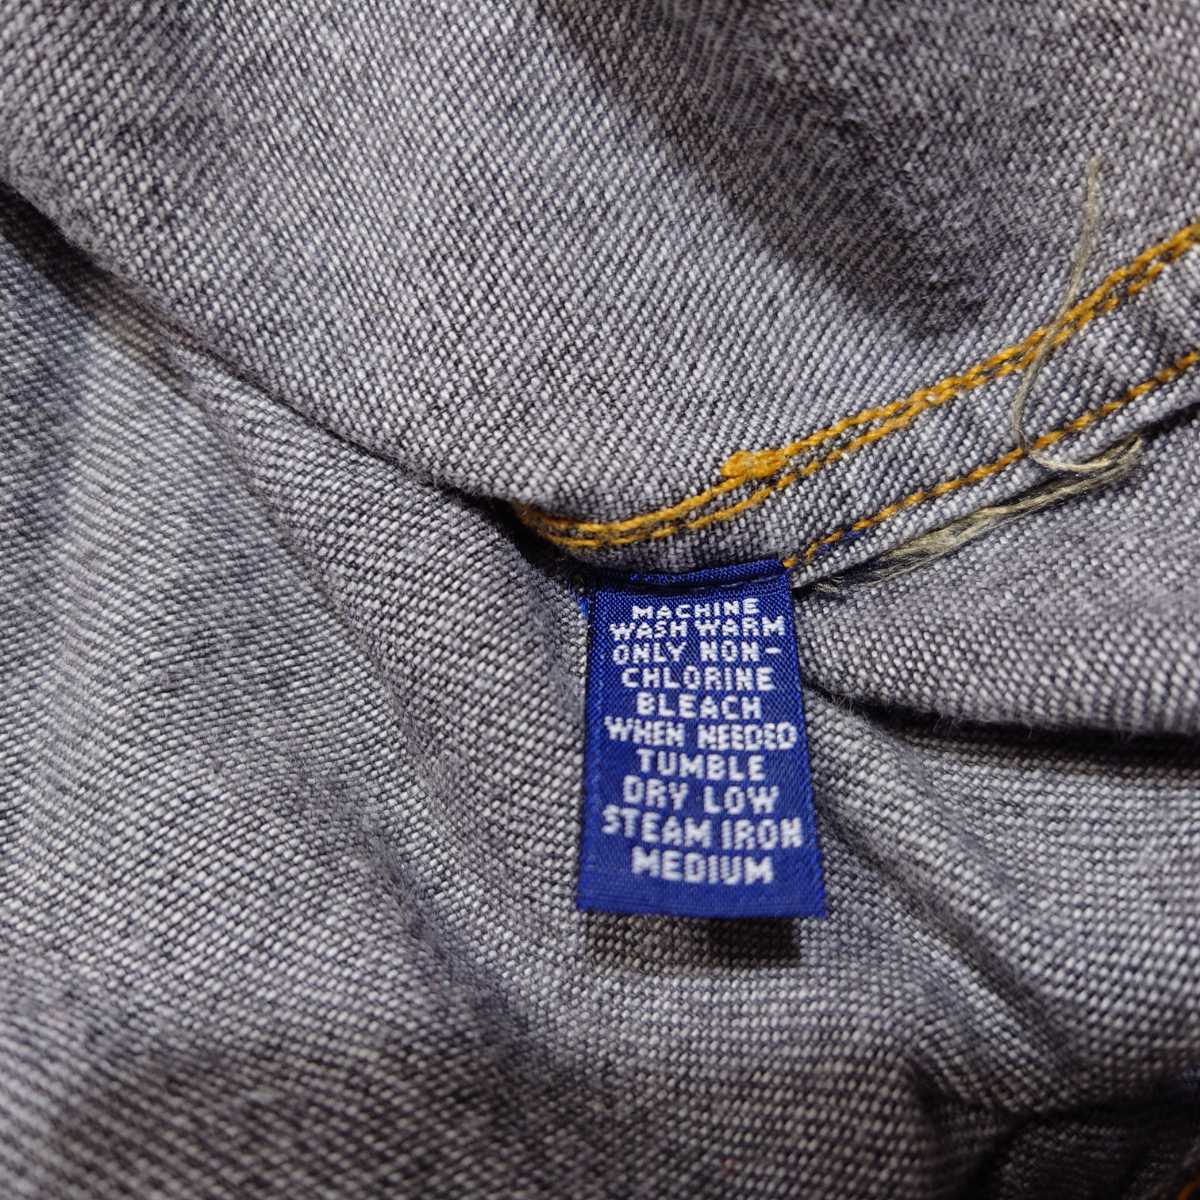 MACHINE
WASH WARM
ONLY NON-
CHLORINE
BLEACH
WHEN NEEDED
TUMBLE
DRY LOW
STEAM IRON
MEDIUM